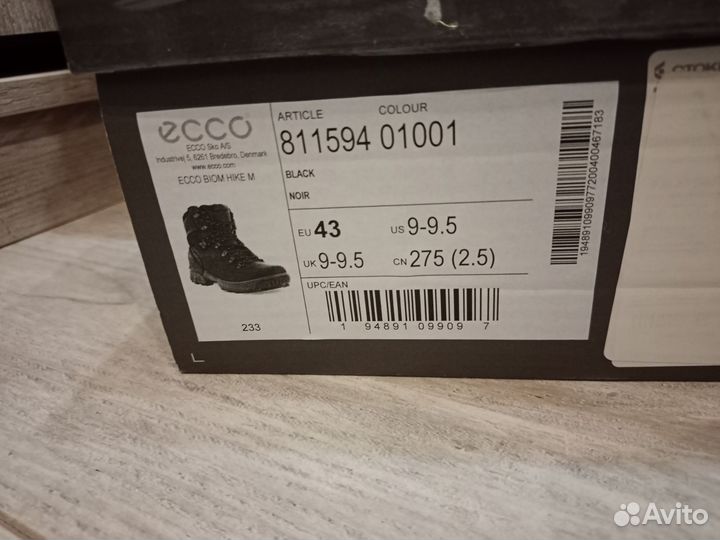 ecco
ECCO Sko A/S
Industrivej 5, 6261 Bredebro, Denmark
www.ecco.com
ECCO BIOM HIKE M
233
ARTICLE COLOUR
811594 01001
BLACK
NOIR
EU 43 US 9-9.5
UK 9-9.5 CN 275 (2.5)
UPC/EAN
1 94891 09909 7
19489109909772000400467183
Avito